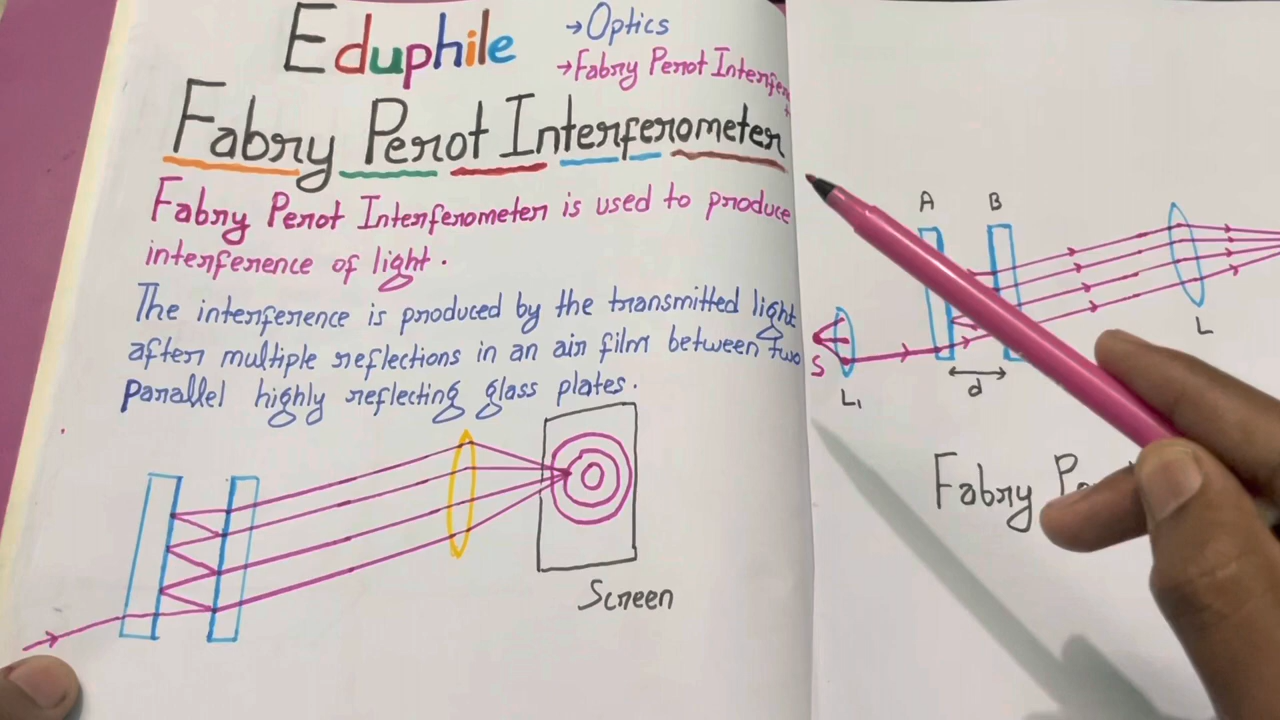 Eduphile
→Optics
→Fabry Perot
Fabry Perot Interferometer
Fabry Perot Interferometer is used to produce
interference of light.
The interference is produced by the transmitted light
after multiple reflections in an air film between two
parallel highly reflecting glass plates.
Screen
A B
S
L₁
d
L
Fabry